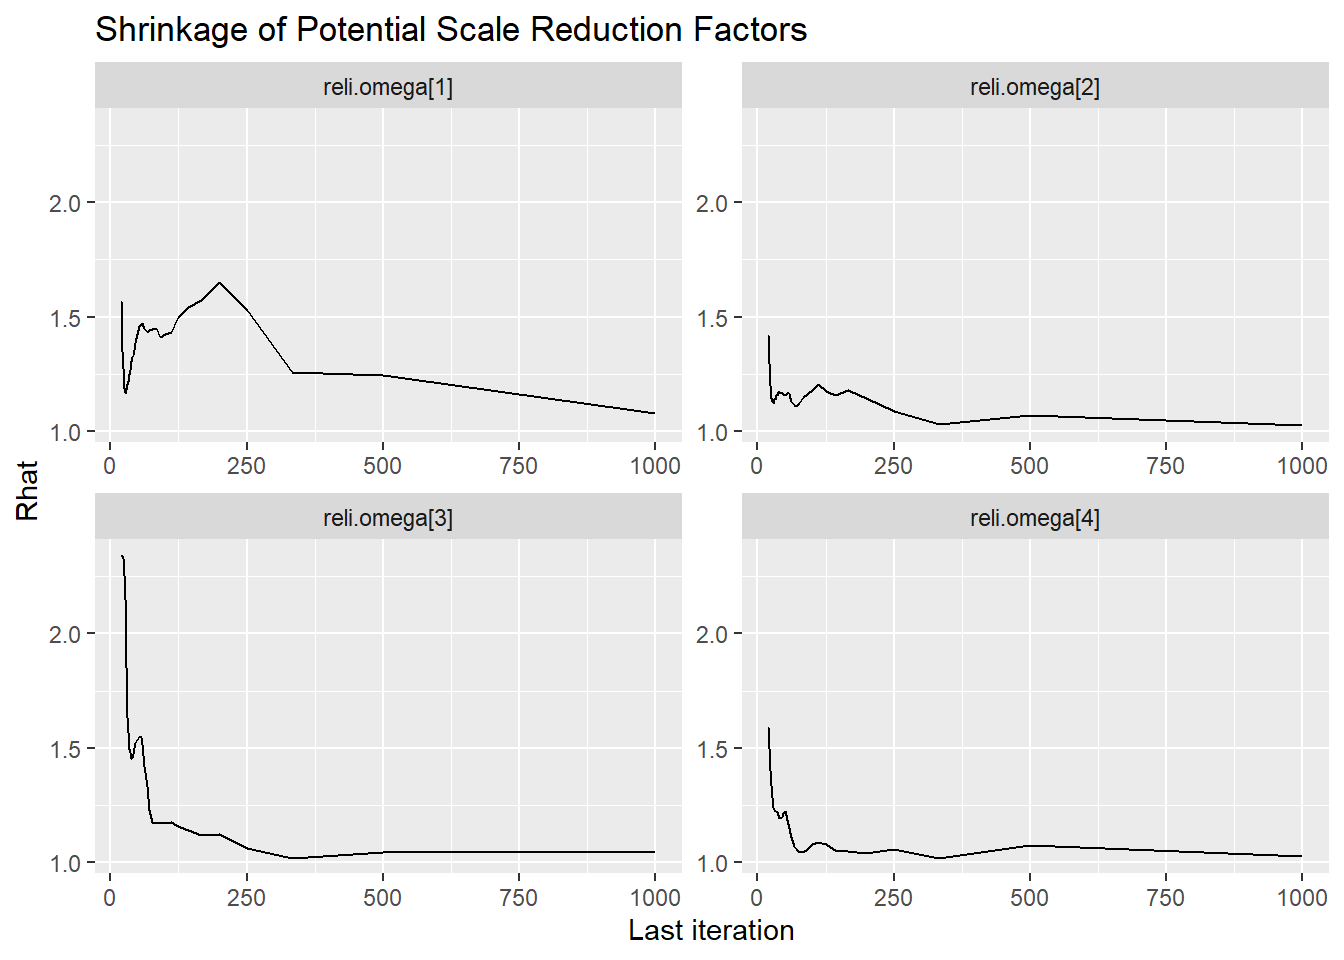 Shrinkage of Potential Scale Reduction Factors
reli.omega[1]
reli.omega[2]
2.0
1.5
1.0
2.0
1.5
1.0
0 250 500 750 1000
0 250 500 750 1000
Rhat
reli.omega[3]
reli.omega[4]
2.0
1.5
1.0
2.0
1.5
1.0
0 250 500 750 1000
0 250 500 750 1000
Last iteration